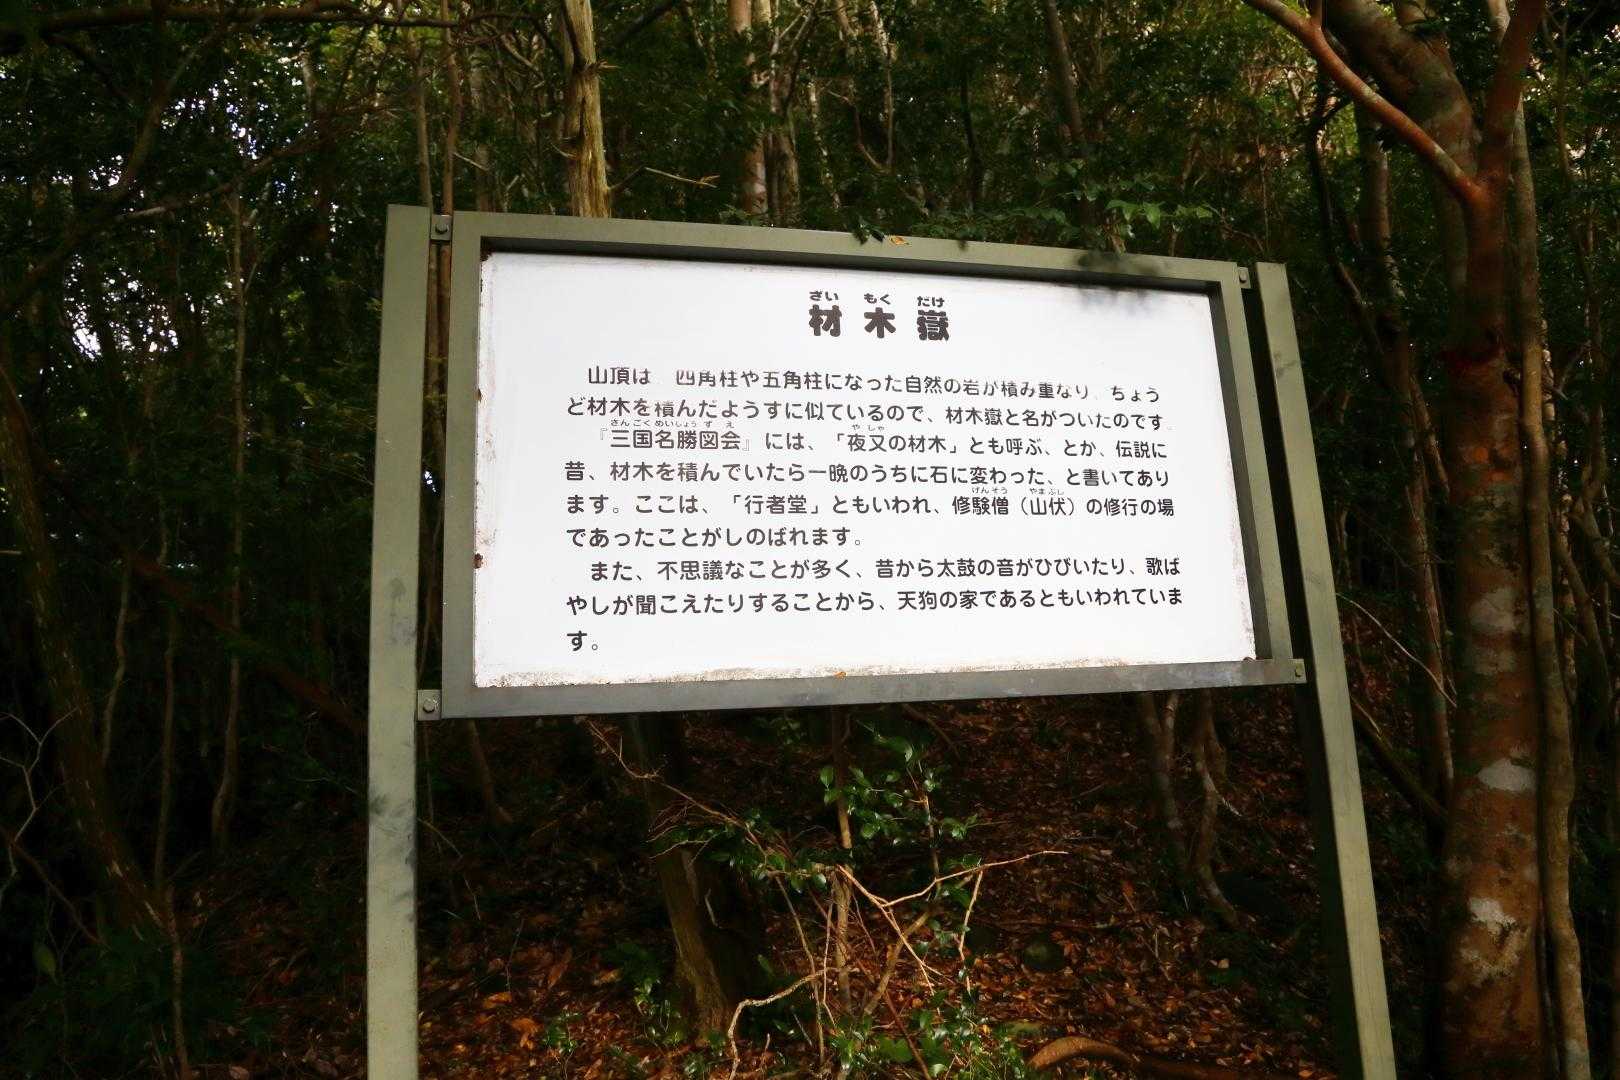 ざい もく だけ
材木嶽
山頂は、四角柱や五角柱になった自然の岩が積み重なり、ちょう
ど材木を積んだようすに似ているので、材木嶽と名がついたのです。
さんごくめいしょうずえ やしゃ
『三国名勝図会』には、「夜叉の材木」とも呼ぶ、とか、伝説に
昔、材木を積んでいたら一晩のうちに石に変わった、と書いてあり
げんそう やまぶし
ます。ここは、「行者堂」ともいわれ、修験僧（山伏）の修行の場
であったことがしのばれます。
また、不思議なことが多く、昔から太鼓の音がひびいたり、歌ば
やしが聞こえたりすることから、天狗の家であるともいわれていま
す。